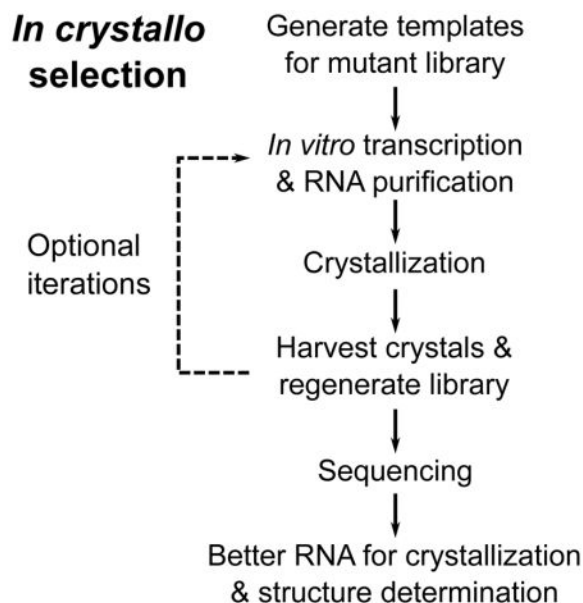 In crystallo
selection
Generate templates
for mutant library
In vitro transcription
& RNA purification
Optional
iterations
Crystallization
Harvest crystals &
regenerate library
Sequencing
Better RNA for crystallization
& structure determination